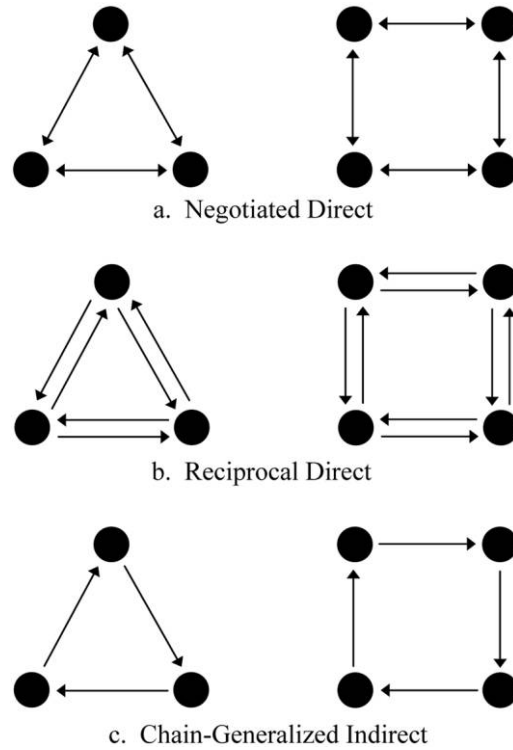 a. Negotiated Direct
b. Reciprocal Direct
c. Chain-Generalized Indirect